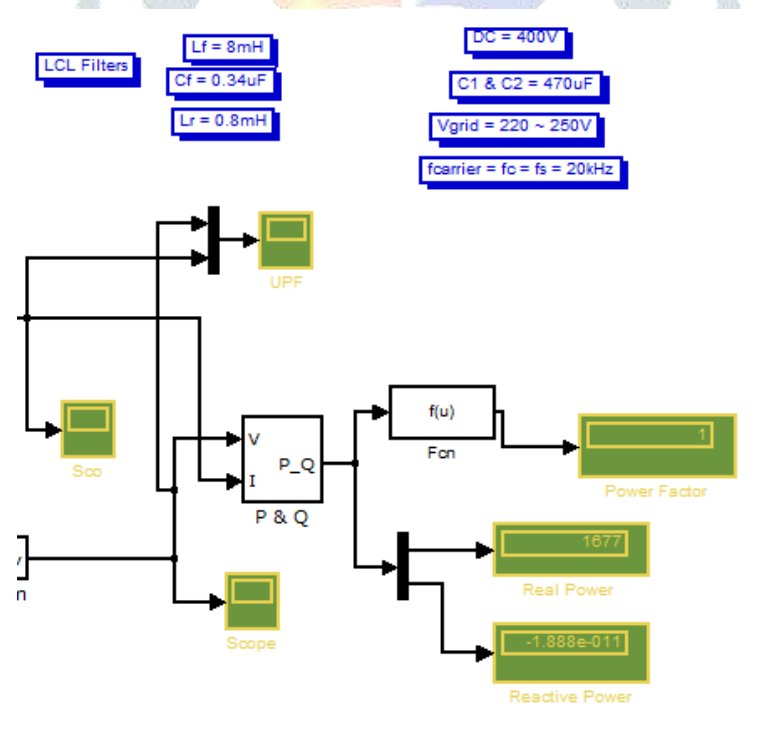 LCL Filters
Lf = 8mH
Cf = 0.34uF
Lr = 0.8mH
DC = 400V
C1 & C2 = 470uF
Vgrid = 220 ~ 250V
fcarrier = fc = fs = 20kHz
UPF
Sco
V
I
P_Q
P & Q
f(u)
Fcn
1
Power Factor
1677
Real Power
-1.888e-011
Reactive Power
n
Scope